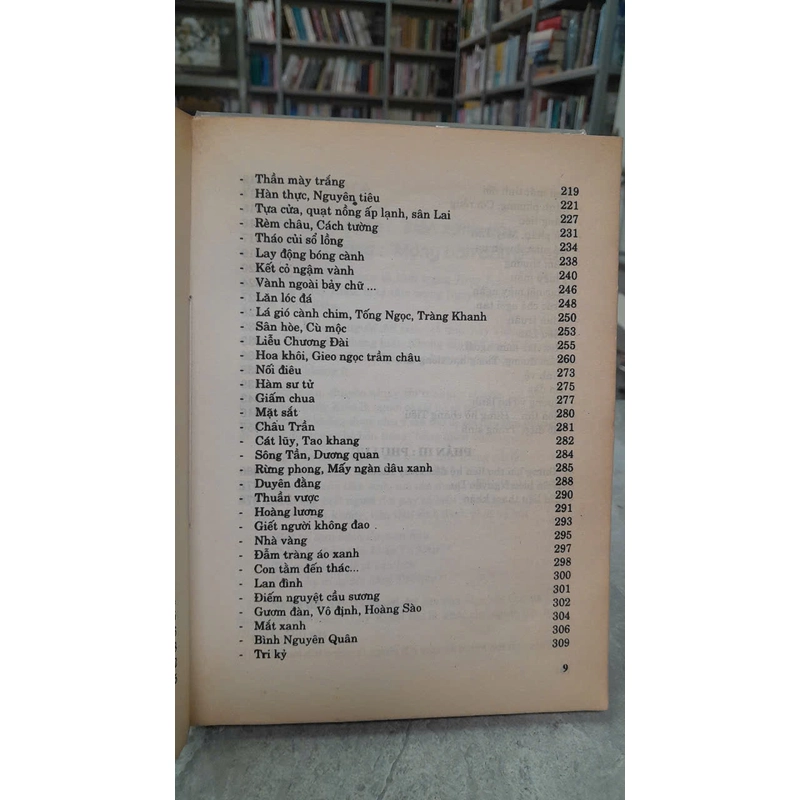 - Thần mày trắng 219
- Hàn thực, Nguyên tiêu 221
- Tựa cửa, quạt nồng ấp lạnh, sân Lai 227
- Rèm châu, Cách tường 231
- Tháo củi sổ lồng 234
- Lay động bóng cành 238
- Kết cỏ ngậm vành 240
- Vành ngoài bảy chữ ... 246
- Lăn lóc đá 248
- Lá gió cành chim, Tống Ngọc, Tràng Khanh 250
- Sân hòe, Cù mộc 253
- Liễu Chương Đài 255
- Hoa khôi, Gieo ngọc trầm châu 260
- Nối điêu 273
- Hàm sư tử 275
- Giấm chua 277
- Mặt sắt 280
- Châu Trần 281
- Cát lũy, Tao khang 282
- Sông Tần, Dương quan 284
- Rừng phong, Mấy ngàn dâu xanh 285
- Duyên đằng 288
- Thuần vược 290
- Hoàng lương 291
- Giết người không đao 293
- Nhà vàng 295
- Đẫm tràng áo xanh 297
- Con tằm đến thác... 298
- Lan đình 300
- Điếm nguyệt cầu sương 301
- Gươm đàn, Vô định, Hoàng Sào 302
- Mắt xanh 304
- Bình Nguyên Quân 306
- Tri kỷ 309
9